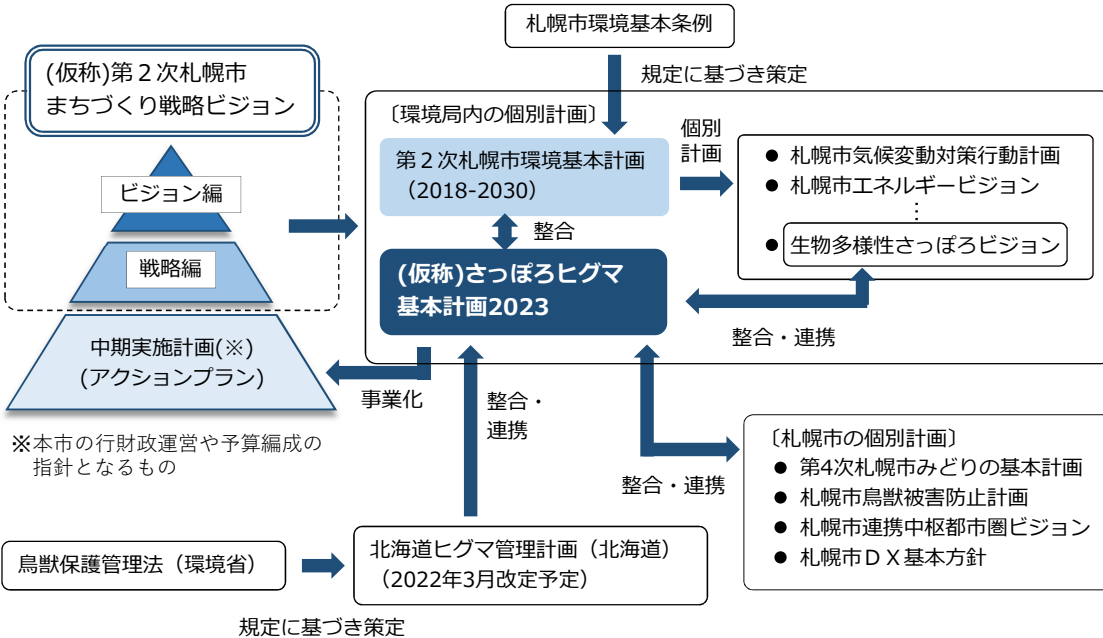 札幌市環境基本条例
規定に基づき策定
(仮称)第２次札幌市
まちづくり戦略ビジョン
ビジョン編
戦略編
中期実施計画(※)
(アクションプラン)
※本市の行財政運営や予算編成の
指針となるもの
〔環境局内の個別計画〕
第２次札幌市環境基本計画
（2018-2030）
個別
計画
● 札幌市気候変動対策行動計画
● 札幌市エネルギービジョン
⋮
● 生物多様性さっぽろビジョン
整合
(仮称)さっぽろヒグマ
基本計画2023
整合・連携
事業化
整合・
連携
整合・連携
〔札幌市の個別計画〕
● 第4次札幌市みどりの基本計画
● 札幌市鳥獣被害防止計画
● 札幌市連携中枢都市圏ビジョン
● 札幌市ＤＸ基本方針
鳥獣保護管理法（環境省）
北海道ヒグマ管理計画（北海道）
（2022年3月改定予定）
規定に基づき策定